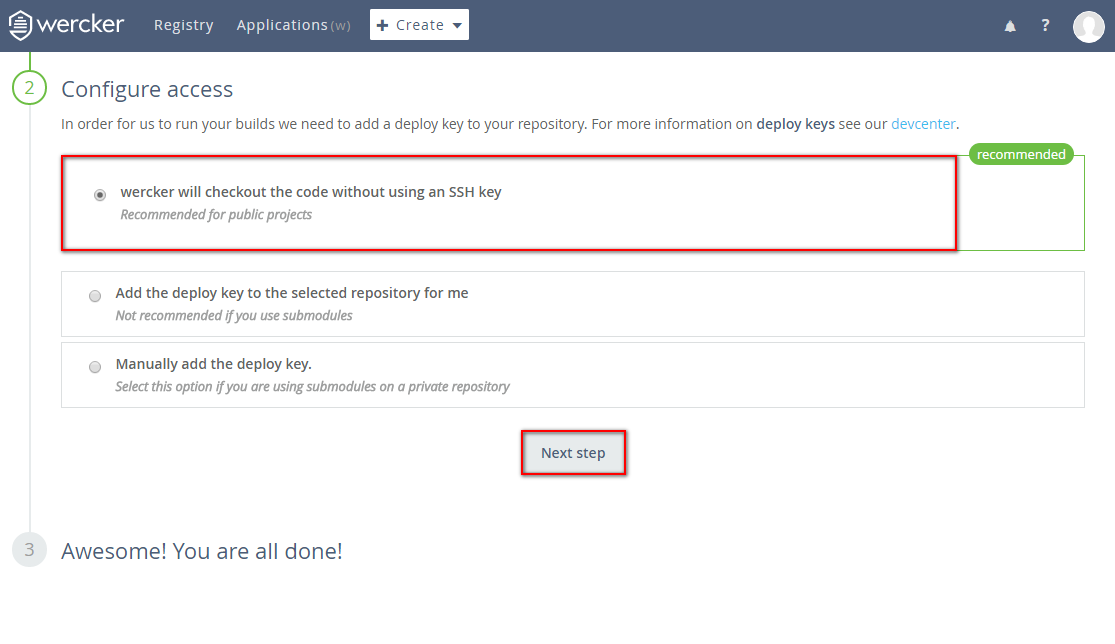 wercker Registry Applications (w) + Create ?
2 Configure access
In order for us to run your builds we need to add a deploy key to your repository. For more information on deploy keys see our devcenter.
recommended
wercker will checkout the code without using an SSH key
Recommended for public projects
Add the deploy key to the selected repository for me
Not recommended if you use submodules
Manually add the deploy key.
Select this option if you are using submodules on a private repository
Next step
3 Awesome! You are all done!